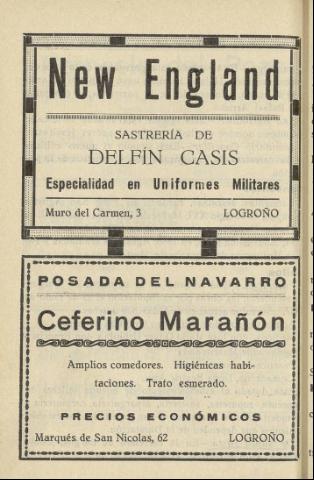 New England
SASTRERÍA DE
DELFÍN CASIS
Especialidad en Uniformes Militares
Muro del Carmen, 3 LOGROÑO
POSADA DEL NAVARRO
Ceferino Marañón
Amplios comedores. Higiénicas habi-
taciones. Trato esmerado.
PRECIOS ECONÓMICOS
Marqués de San Nicolas, 62 LOGROÑO